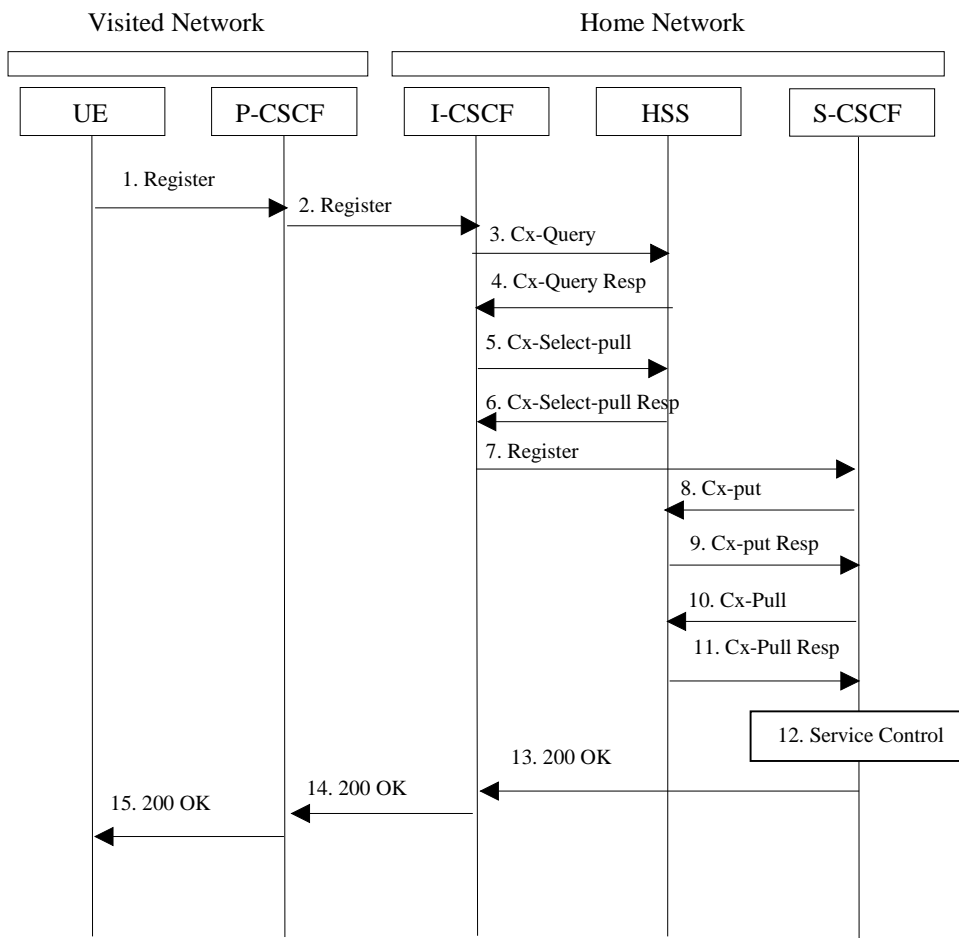 Visited Network
Home Network
UE
P-CSCF
I-CSCF
HSS
S-CSCF
1. Register
2. Register
3. Cx-Query
4. Cx-Query Resp
5. Cx-Select-pull
6. Cx-Select-pull Resp
7. Register
8. Cx-put
9. Cx-put Resp
10. Cx-Pull
11. Cx-Pull Resp
12. Service Control
13. 200 OK
14. 200 OK
15. 200 OK